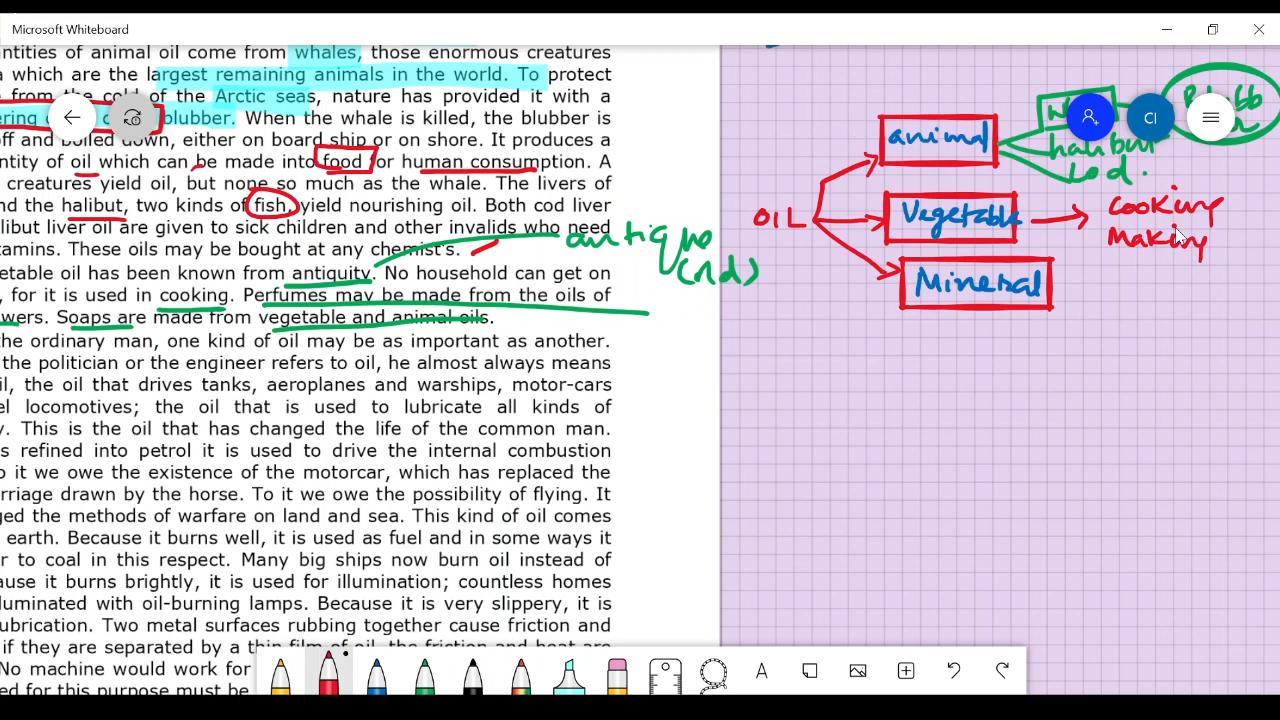 Microsoft Whiteboard
antities of animal oil come from whales, those enormous creatures
a which are the largest remaining animals in the world. To protect
from the cold of the Arctic seas, nature has provided it with a
ering blubber. When the whale is killed, the blubber is
off and boiled down, either on board ship or on shore. It produces a
ntity of oil which can be made into food for human consumption. A
creatures yield oil, but none so much as the whale. The livers of
nd the halibut, two kinds of fish, yield nourishing oil. Both cod liver
alibut liver oil are given to sick children and other invalids who need
tamins. These oils may be bought at any chemist's.
etable oil has been known from antiquity. No household can get on
, for it is used in cooking. Perfumes may be made from the oils of
wers. Soaps are made from vegetable and animal oils.
the ordinary man, one kind of oil may be as important as another.
the politician or the engineer refers to oil, he almost always means
il, the oil that drives tanks, aeroplanes and warships, motor-cars
el locomotives; the oil that is used to lubricate all kinds of
y. This is the oil that has changed the life of the common man.
s refined into petrol it is used to drive the internal combustion
o it we owe the existence of the motorcar, which has replaced the
rriage drawn by the horse. To it we owe the possibility of flying. It
ged the methods of warfare on land and sea. This kind of oil comes
earth. Because it burns well, it is used as fuel and in some ways it
r to coal in this respect. Many big ships now burn oil instead of
ause it burns brightly, it is used for illumination; countless homes
luminated with oil-burning lamps. Because it is very slippery, it is
ubrication. Two metal surfaces rubbing together cause friction and
if they are separated by a thin film of oil, the friction and heat are
No machine would work for
ed for this purpose must be
antique
(nd)
OIL
animal
halibut
Cod.
Vegetable
cooking
Making
Mineral
CI
A